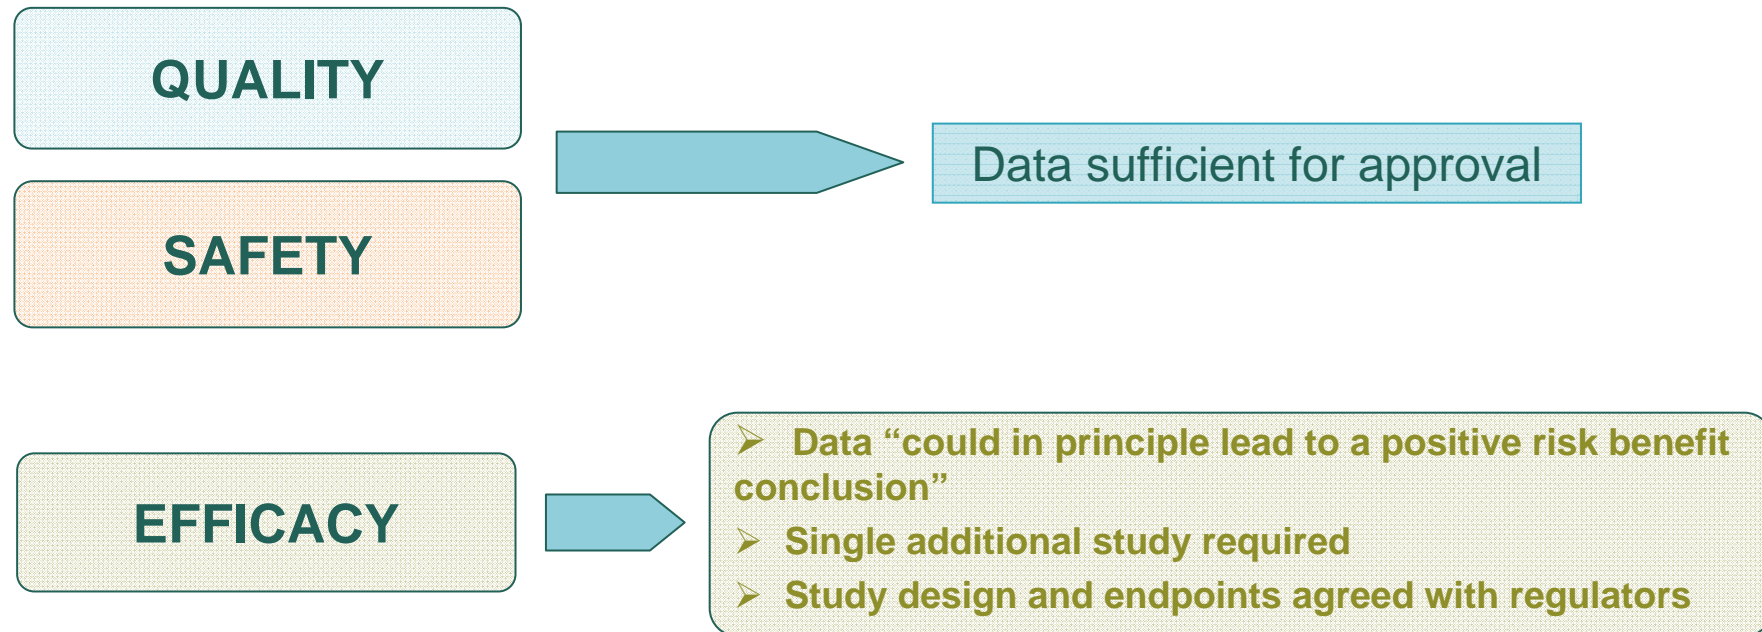 QUALITY
Data sufficient for approval
SAFETY
EFFICACY
➢ Data “could in principle lead to a positive risk benefit
conclusion”
➢ Single additional study required
➢ Study design and endpoints agreed with regulators